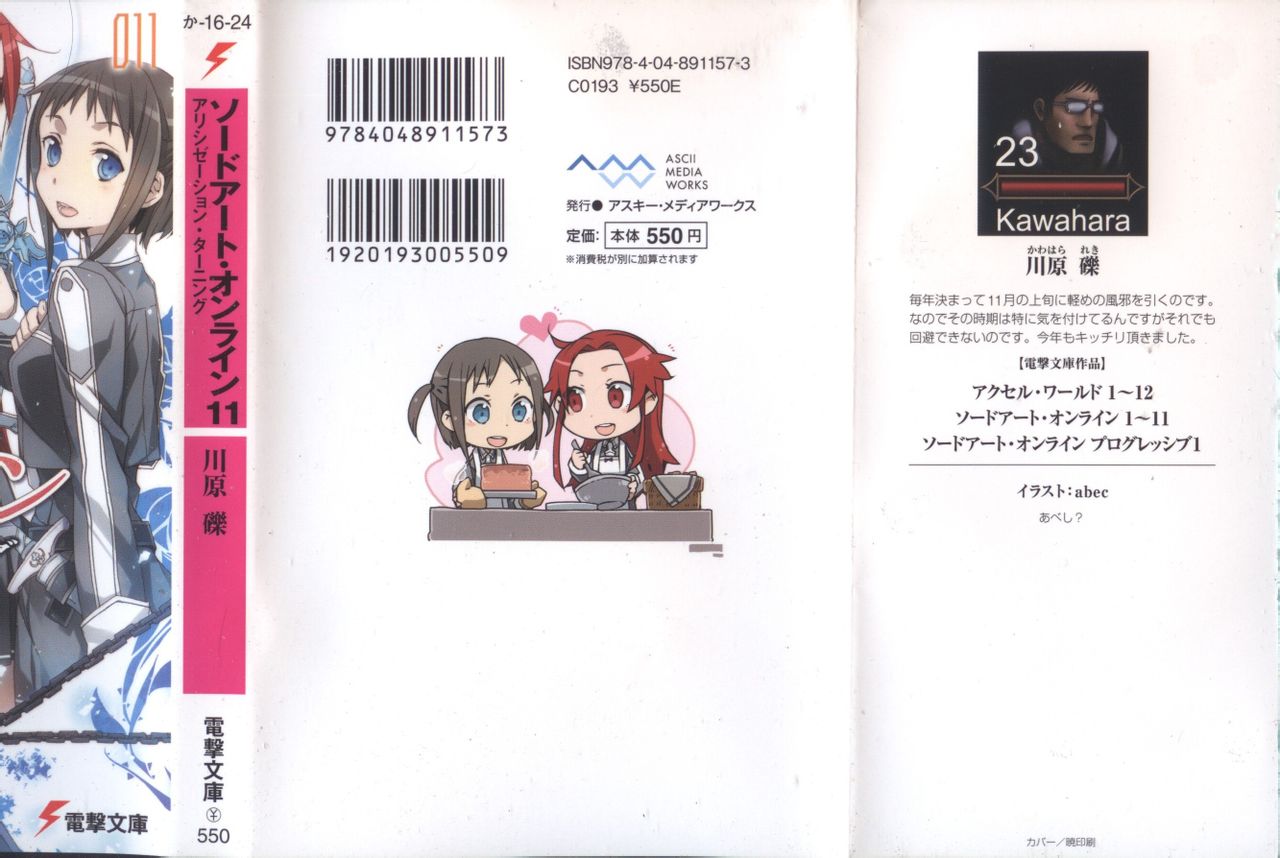 011
電撃文庫
か-16-24
ソードアート・オンライン11
アリシゼーション・ターニング
川原 礫
電撃文庫
¥
550
9784048911573
1920193005509
ISBN978-4-04-891157-3
C0193 ¥550E
ASCII
MEDIA
WORKS
発行● アスキー・メディアワークス
定価: 本体 550 円
※消費税が別に加算されます
23
Kawahara
かわはら れき
川原 礫
毎年決まって11月の上旬に軽めの風邪を引くのです。
なのでその時期は特に気を付けてるんですがそれでも
回避できないのです。今年もキッチリ頂きました。
【電撃文庫作品】
アクセル・ワールド 1～12
ソードアート・オンライン 1～11
ソードアート・オンライン プログレッシブ1
イラスト：abec
あべし？
カバー／暁印刷